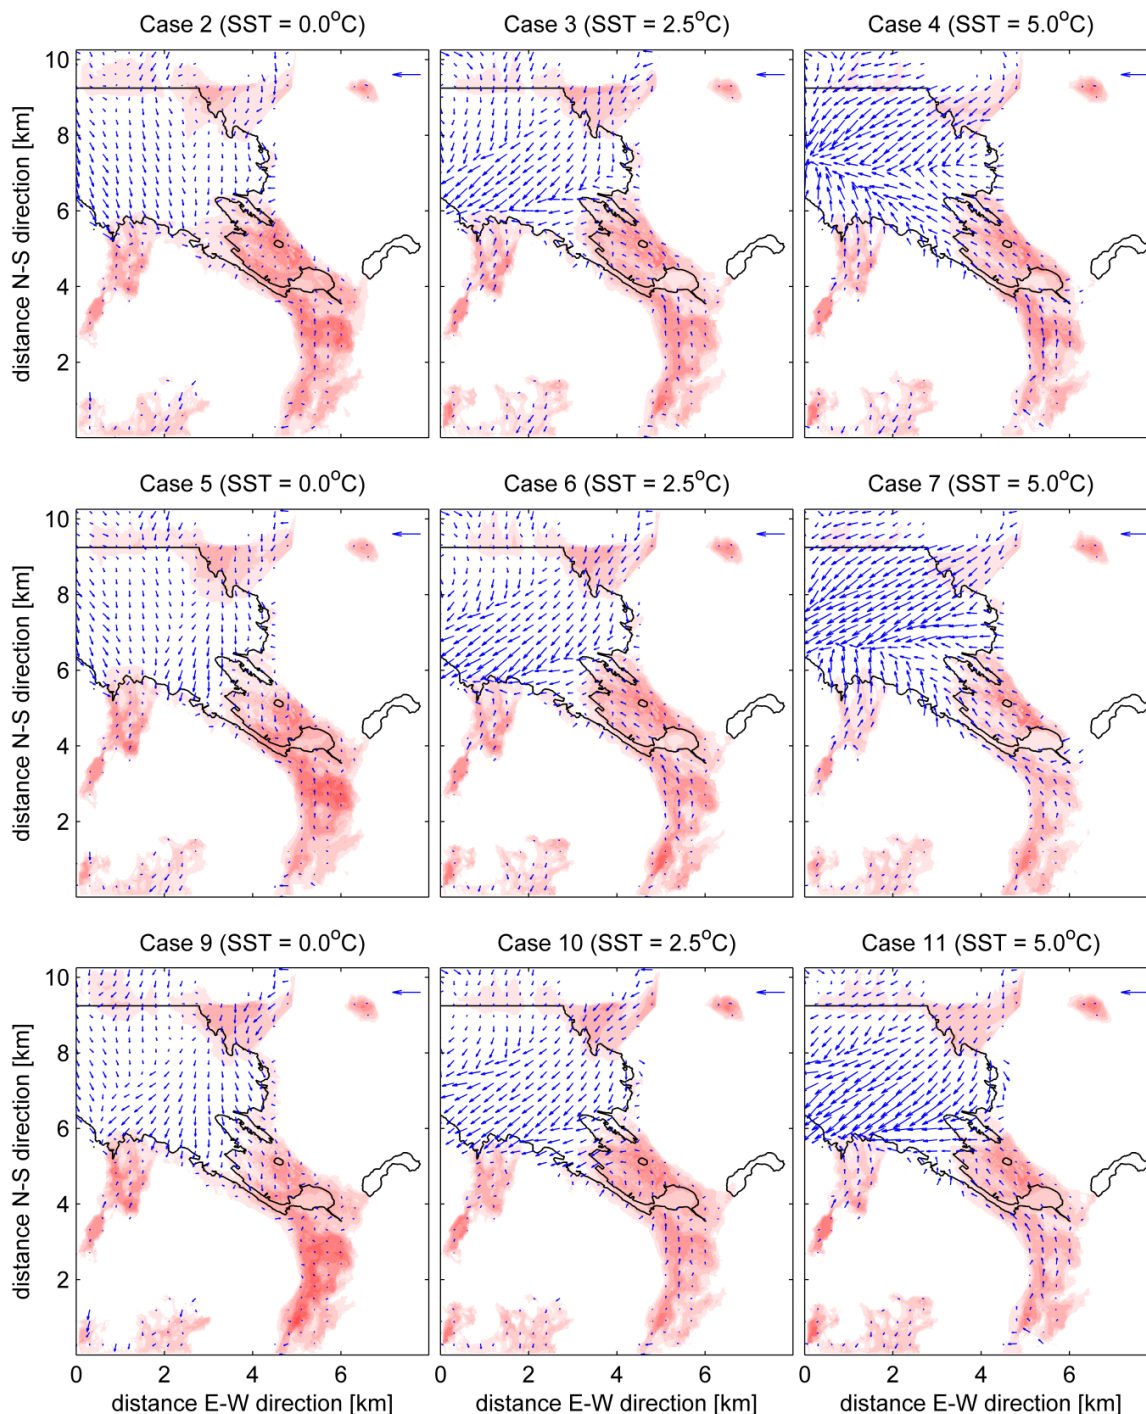 Case 2 (SST = 0.0°C) Case 3 (SST = 2.5°C) Case 4 (SST = 5.0°C)
distance N-S direction [km]
10
8
6
4
2
Case 5 (SST = 0.0°C) Case 6 (SST = 2.5°C) Case 7 (SST = 5.0°C)
distance N-S direction [km]
10
8
6
4
2
Case 9 (SST = 0.0°C) Case 10 (SST = 2.5°C) Case 11 (SST = 5.0°C)
distance N-S direction [km]
10
8
6
4
2
0 2 4 6 0 2 4 6 0 2 4 6
distance E-W direction [km] distance E-W direction [km] distance E-W direction [km]